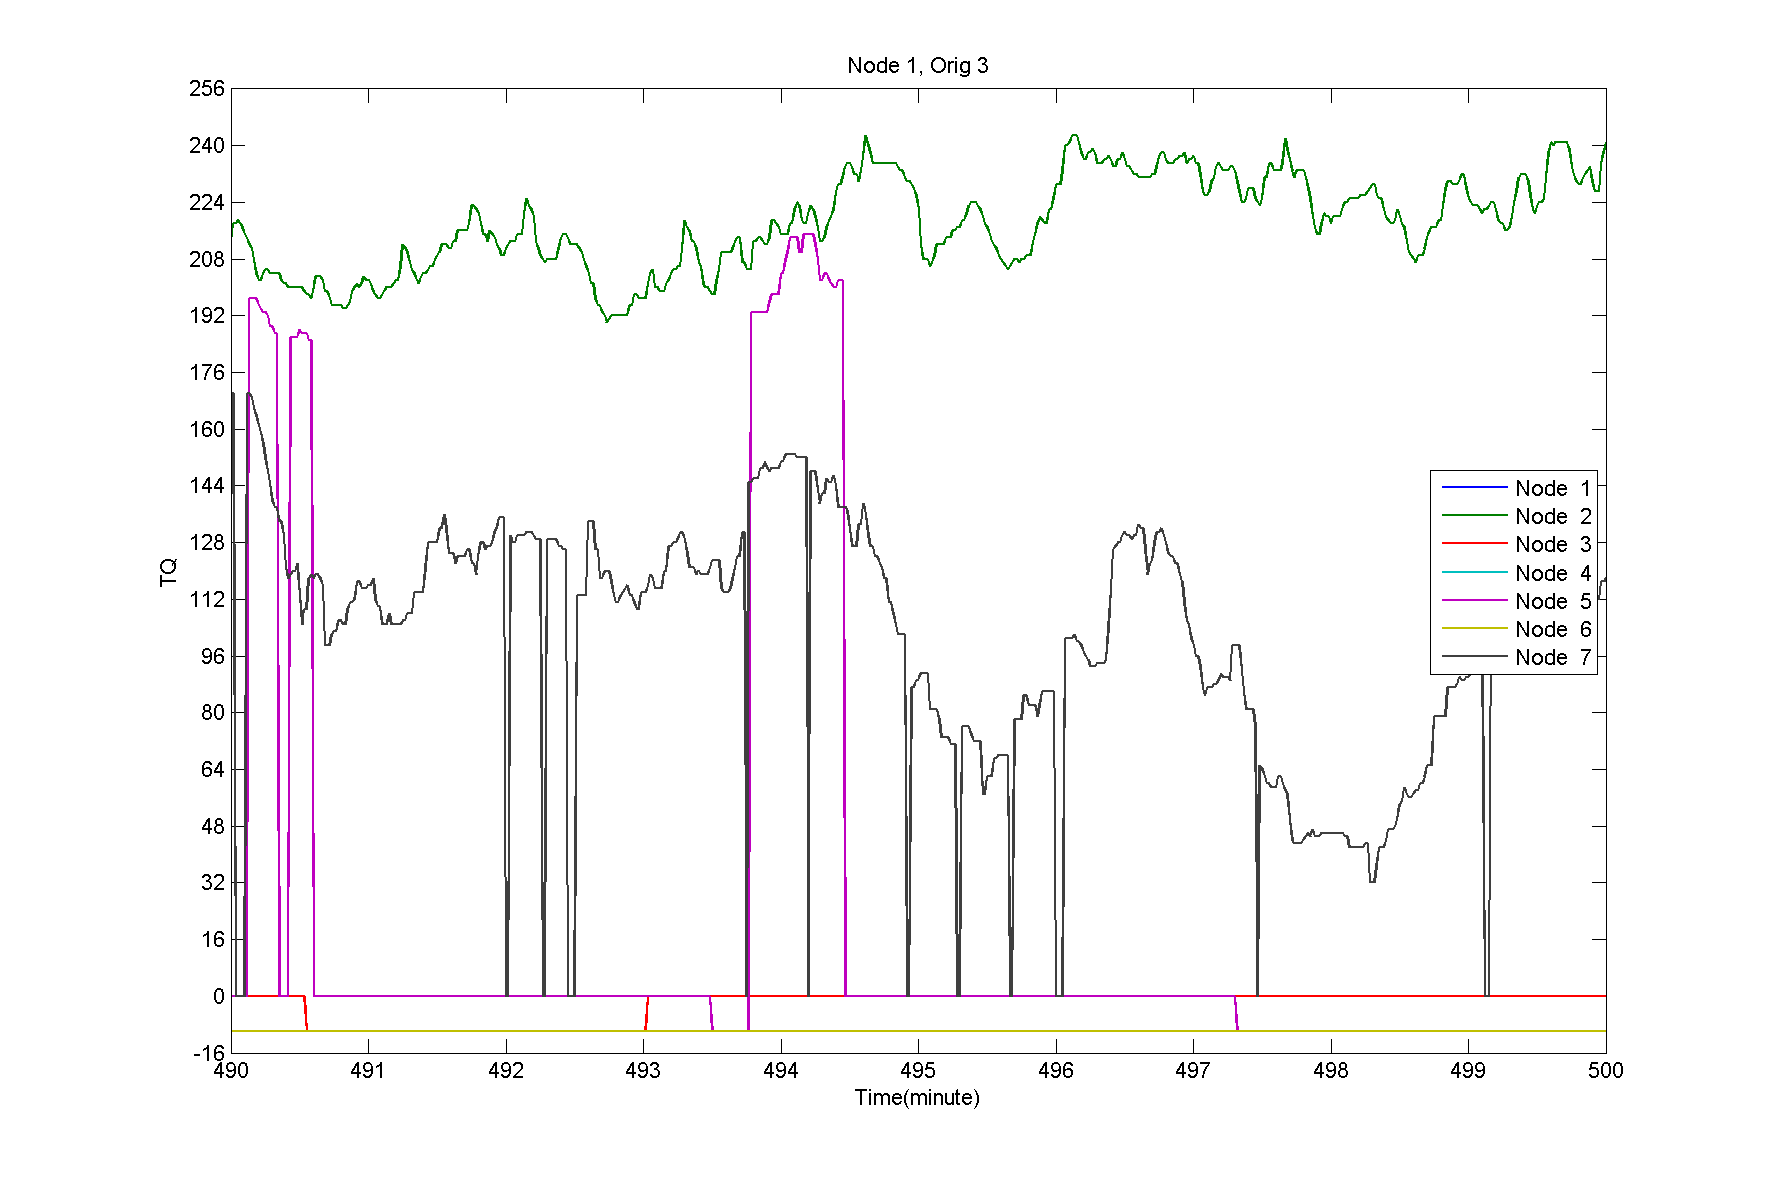 Node 1, Orig 3
256
240
224
208
192
176
160
144
128
112
96
80
64
48
32
16
0
-16
TQ
Node 1
Node 2
Node 3
Node 4
Node 5
Node 6
Node 7
490 491 492 493 494 495 496 497 498 499 500
Time(minute)